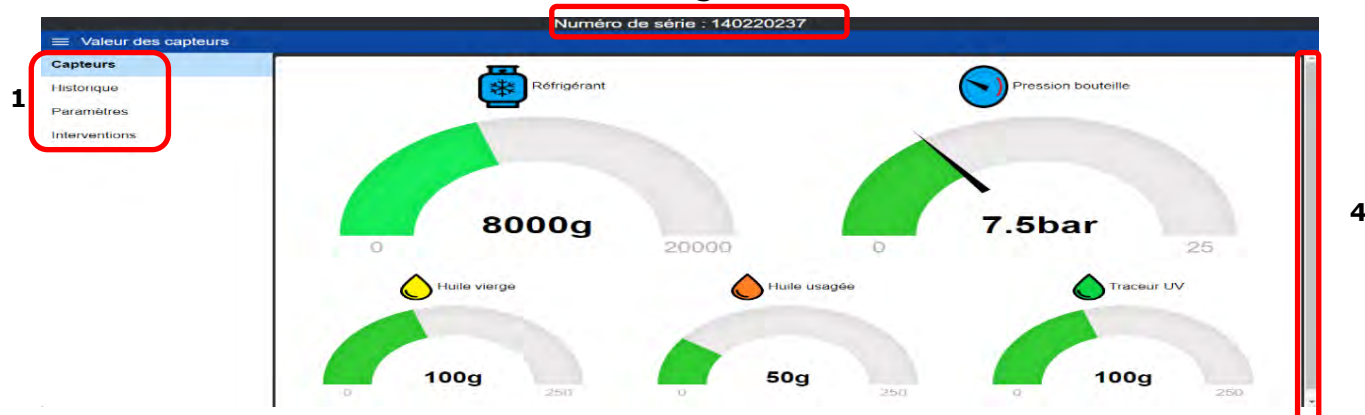 Numéro de série : 140220237
Valeur des capteurs
1
Capteurs
Historique
Paramètres
Interventions
Réfrigérant
8000g
0
20000
Pression bouteille
7.5bar
0
25
4
Huile vierge
100g
0
250
Huile usagée
50g
0
250
Traceur UV
100g
0
250